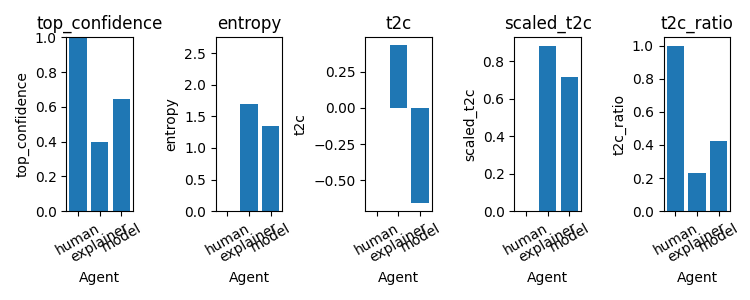 top_confidence
entropy
t2c
scaled_t2c
t2c_ratio
top_confidence
1.0
0.8
0.6
0.4
0.2
0.0
human
explainer
model
Agent
entropy
2.5
2.0
1.5
1.0
0.5
0.0
human
explainer
model
Agent
t2c
0.25
0.00
−0.25
−0.50
human
explainer
model
Agent
scaled_t2c
0.8
0.6
0.4
0.2
0.0
human
explainer
model
Agent
t2c_ratio
1.0
0.8
0.6
0.4
0.2
0.0
human
explainer
model
Agent